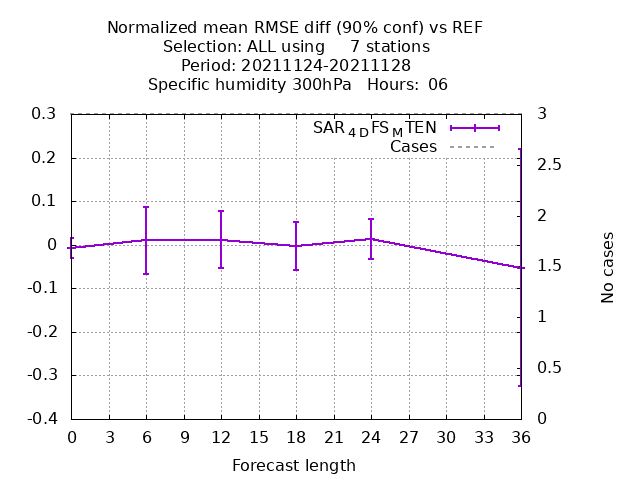 Normalized mean RMSE diff (90% conf) vs REF
Selection: ALL using     7 stations
Period: 20211124-20211128
Specific humidity 300hPa   Hours:  06
SAR4DFSMTEN
Cases
0.3
0.2
0.1
0
-0.1
-0.2
-0.3
-0.4
3
2.5
2
1.5
1
0.5
0
No cases
0 3 6 9 12 15 18 21 24 27 30 33 36
Forecast length